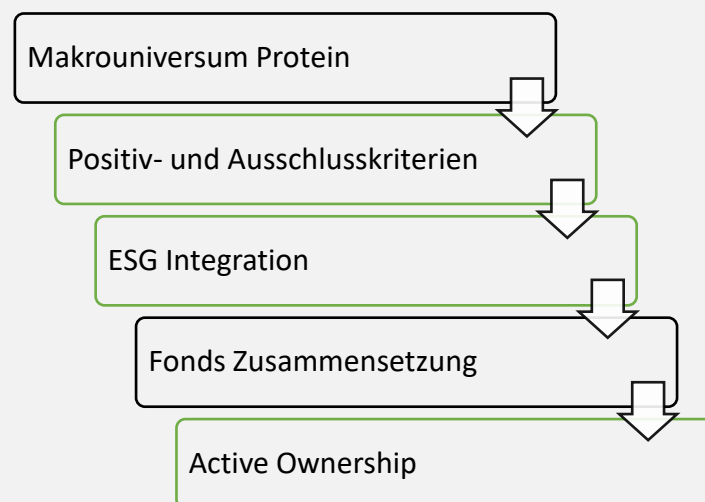 Makrouniversum Protein
Positiv- und Ausschlusskriterien
ESG Integration
Fonds Zusammensetzung
Active Ownership